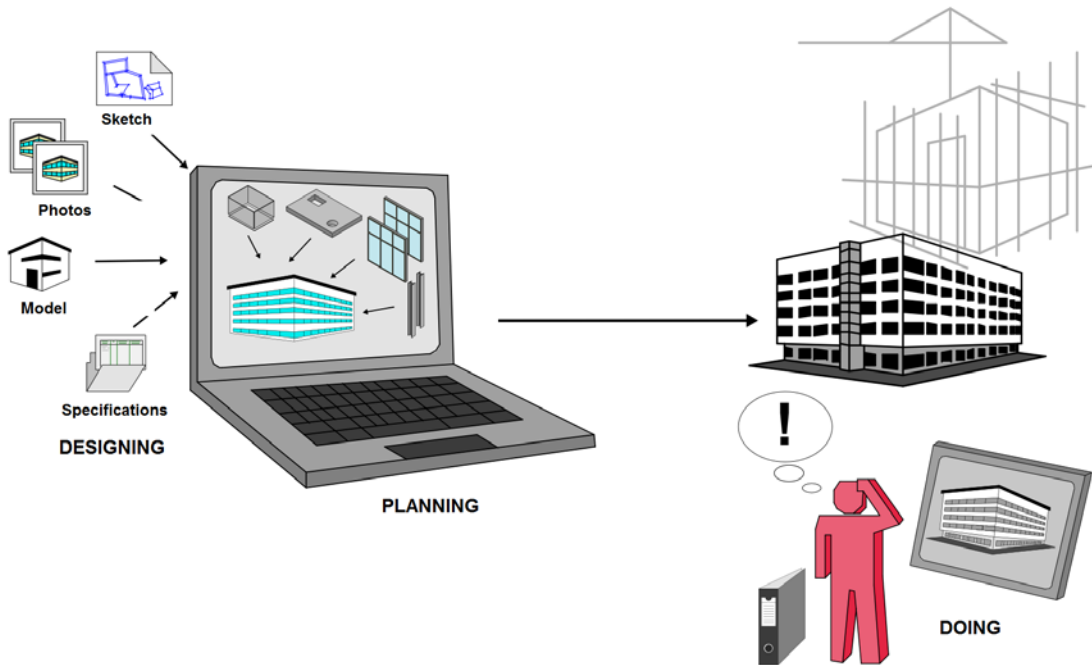 Sketch
Photos
Model
Specifications
DESIGNING
PLANNING
!
DOING